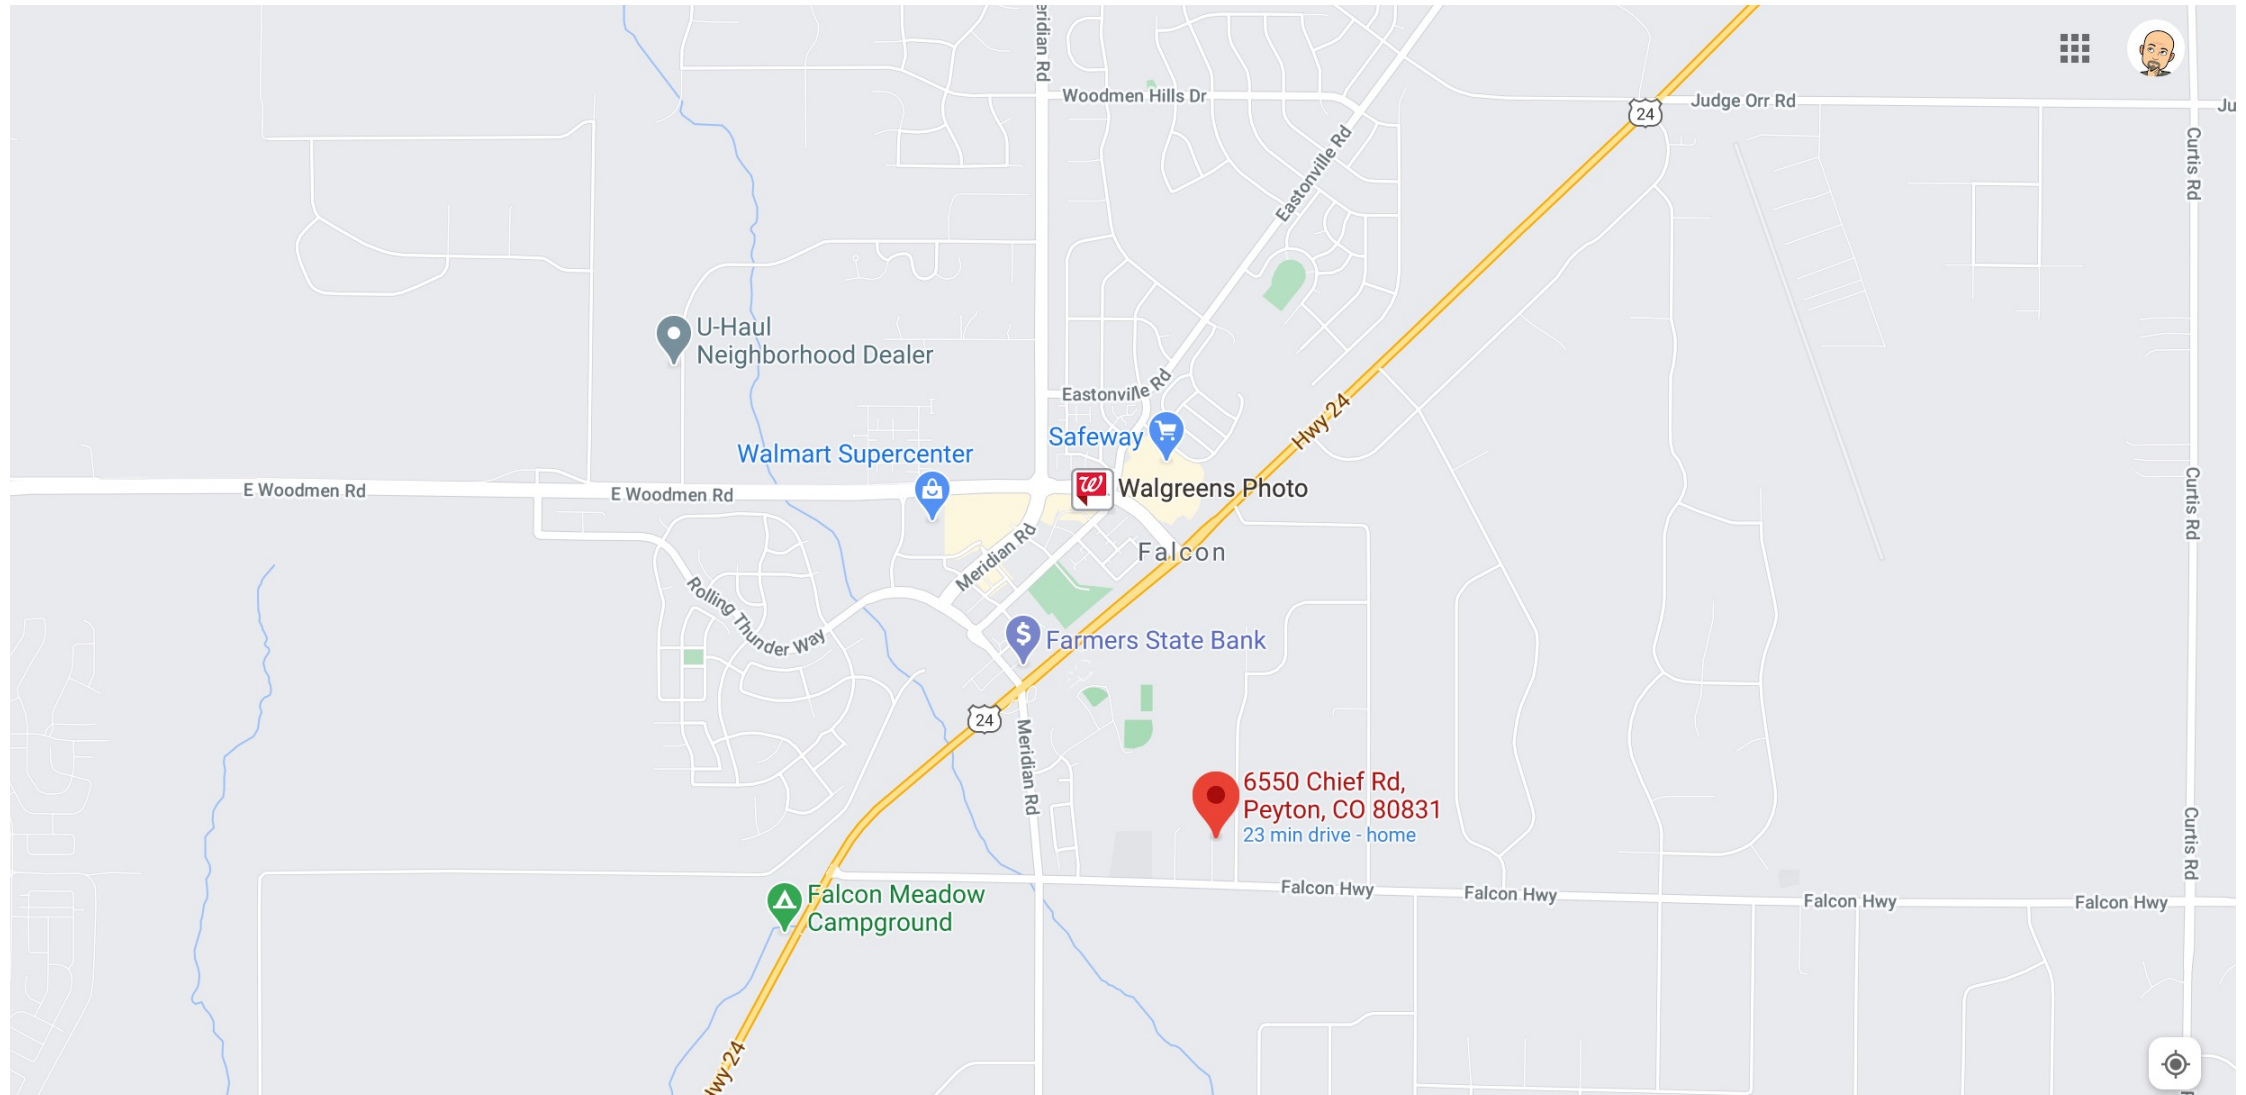 eridian Rd
Woodmen Hills Dr
24
Judge Orr Rd
Ju
Curtis Rd
Eastonville Rd
U-Haul
Neighborhood Dealer
Eastonville Rd
Hwy 24
Safeway
Walmart Supercenter
E Woodmen Rd
E Woodmen Rd
W
Walgreens Photo
Curtis Rd
Meridian Rd
Falcon
Rolling Thunder Way
$
Farmers State Bank
24
Meridian Rd
6550 Chief Rd,
Peyton, CO 80831
23 min drive - home
Curtis Rd
Falcon Meadow
Campground
Falcon Hwy
Falcon Hwy
Falcon Hwy
Falcon Hwy
Hwy 24